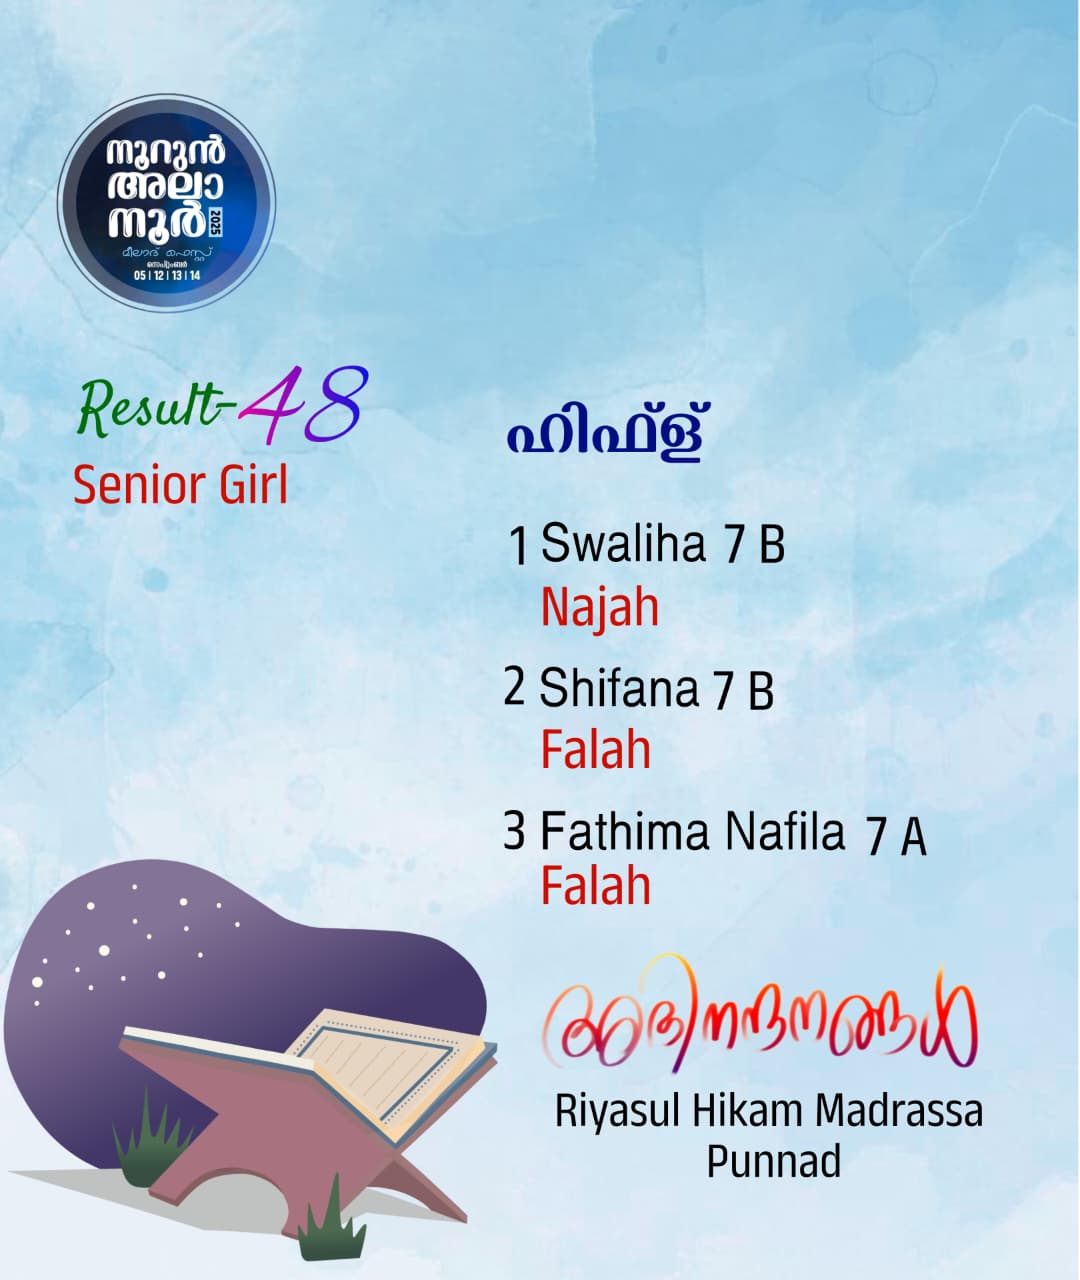 നൂറുൻ
അലാ
നൂർ 2025
മീലാദ് ഫെസ്റ്റ്
സെപ്റ്റംബർ
05 | 12 | 13 | 14
Result-48
Senior Girl
ഹിഫ്ള്
1 Swaliha 7 B
Najah
2 Shifana 7 B
Falah
3 Fathima Nafila 7 A
Falah
അഭിനന്ദനങ്ങൾ
Riyasul Hikam Madrassa
Punnad